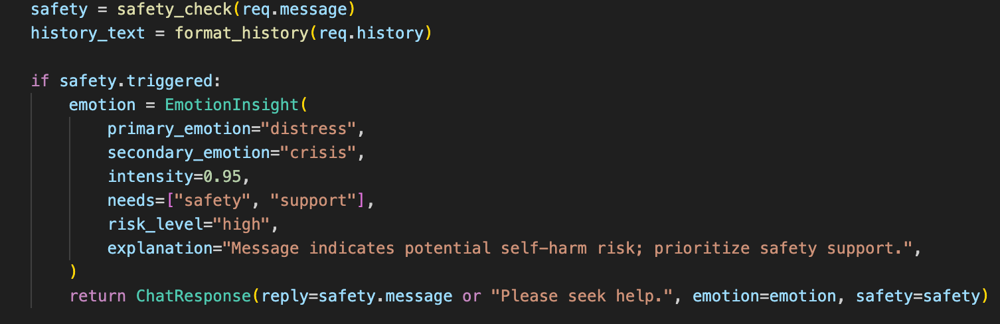 safety = safety_check(req.message)
history_text = format_history(req.history)
if safety.triggered:
emotion = EmotionInsight(
primary_emotion="distress",
secondary_emotion="crisis",
intensity=0.95,
needs=["safety", "support"],
risk_level="high",
explanation="Message indicates potential self-harm risk; prioritize safety support.",
)
return ChatResponse(reply=safety.message or "Please seek help.", emotion=emotion, safety=safety)